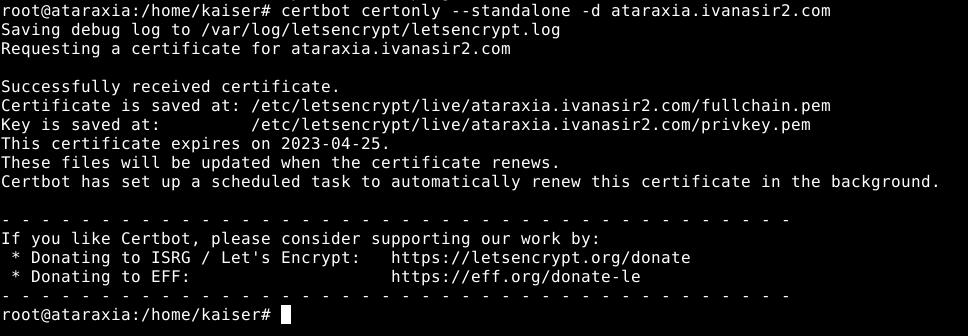 root@ataraxia:/home/kaiser# certbot certonly --standalone -d ataraxia.ivanasir2.com
Saving debug log to /var/log/letsencrypt/letsencrypt.log
Requesting a certificate for ataraxia.ivanasir2.com

Successfully received certificate.
Certificate is saved at: /etc/letsencrypt/live/ataraxia.ivanasir2.com/fullchain.pem
Key is saved at:         /etc/letsencrypt/live/ataraxia.ivanasir2.com/privkey.pem
This certificate expires on 2023-04-25.
These files will be updated when the certificate renews.
Certbot has set up a scheduled task to automatically renew this certificate in the background.

- - - - - - - - - - - - - - - - - - - - - - - - - - - - - - - - - - - - - - - -
If you like Certbot, please consider supporting our work by:
 * Donating to ISRG / Let's Encrypt:   https://letsencrypt.org/donate
 * Donating to EFF:                    https://eff.org/donate-le
- - - - - - - - - - - - - - - - - - - - - - - - - - - - - - - - - - - - - - - -
root@ataraxia:/home/kaiser#